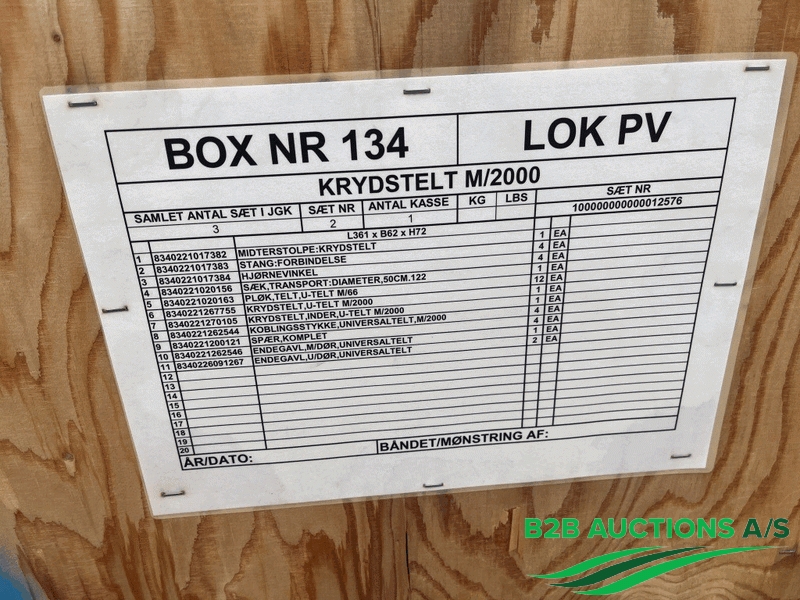 BOX NR 134 LOK PV
KRYDSTELT M/2000
SAMLET ANTAL SÆT I JGK SÆT NR ANTAL KASSE KG LBS SÆT NR
3 2 1 100000000000012576
L361 x B62 x H72
1 8340221017382 MIDTERSTOLPE:KRYDSTELT 1 EA
2 8340221017383 STANG:FORBINDELSE 4 EA
3 8340221017384 HJØRNEVINKEL 4 EA
4 8340221020156 SÆK,TRANSPORT:DIAMETER,50CM.122 1 EA
5 8340221020163 PLØK,TELT,U-TELT M/66 12 EA
6 8340221267755 KRYDSTELT,U-TELT M/2000 1 EA
7 8340221270105 KRYDSTELT,INDER,U-TELT M/2000 1 EA
8 8340221262544 KOBLINGSSTYKKE,UNIVERSALTELT,M/2000 4 EA
9 8340221200121 SPÆR,KOMPLET 4 EA
10 8340221262546 ENDEGAVL,M/DØR,UNIVERSALTELT 1 EA
11 8340226091267 ENDEGAVL,U/DØR,UNIVERSALTELT 2 EA
12
13
14
15
16
17
18
19
20
ÅR/DATO: BÅNDET/MØNSTRING AF:
B2B AUCTIONS A/S